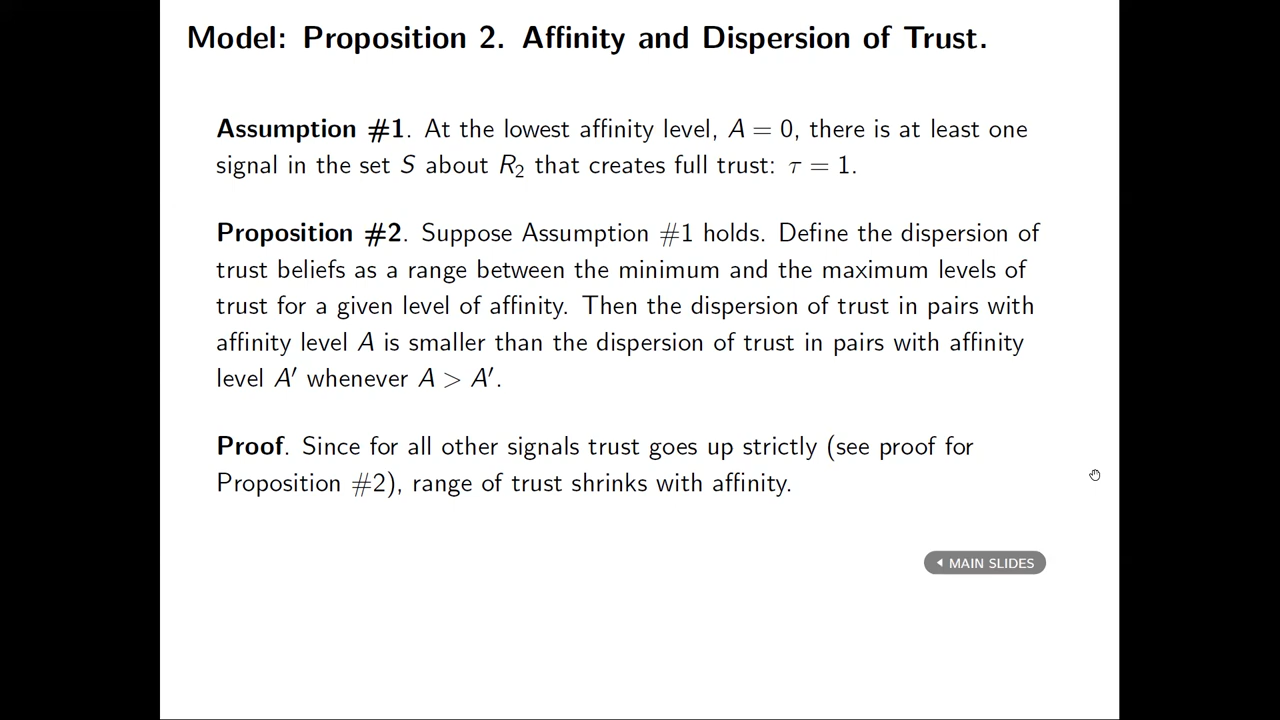 Model: Proposition 2. Affinity and Dispersion of Trust.
Assumption #1. At the lowest affinity level, A = 0, there is at least one
signal in the set S about R₂ that creates full trust: τ = 1.
Proposition #2. Suppose Assumption #1 holds. Define the dispersion of
trust beliefs as a range between the minimum and the maximum levels of
trust for a given level of affinity. Then the dispersion of trust in pairs with
affinity level A is smaller than the dispersion of trust in pairs with affinity
level A′ whenever A > A′.
Proof. Since for all other signals trust goes up strictly (see proof for
Proposition #2), range of trust shrinks with affinity.
MAIN SLIDES